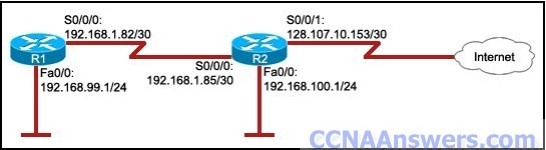 S0/0/0:
192.168.1.82/30
S0/0/1:
128.107.10.153/30
R1
R2
Internet
Fa0/0:
192.168.99.1/24
S0/0/0:
192.168.1.85/30
Fa0/0:
192.168.100.1/24
CCNAAnswers.com